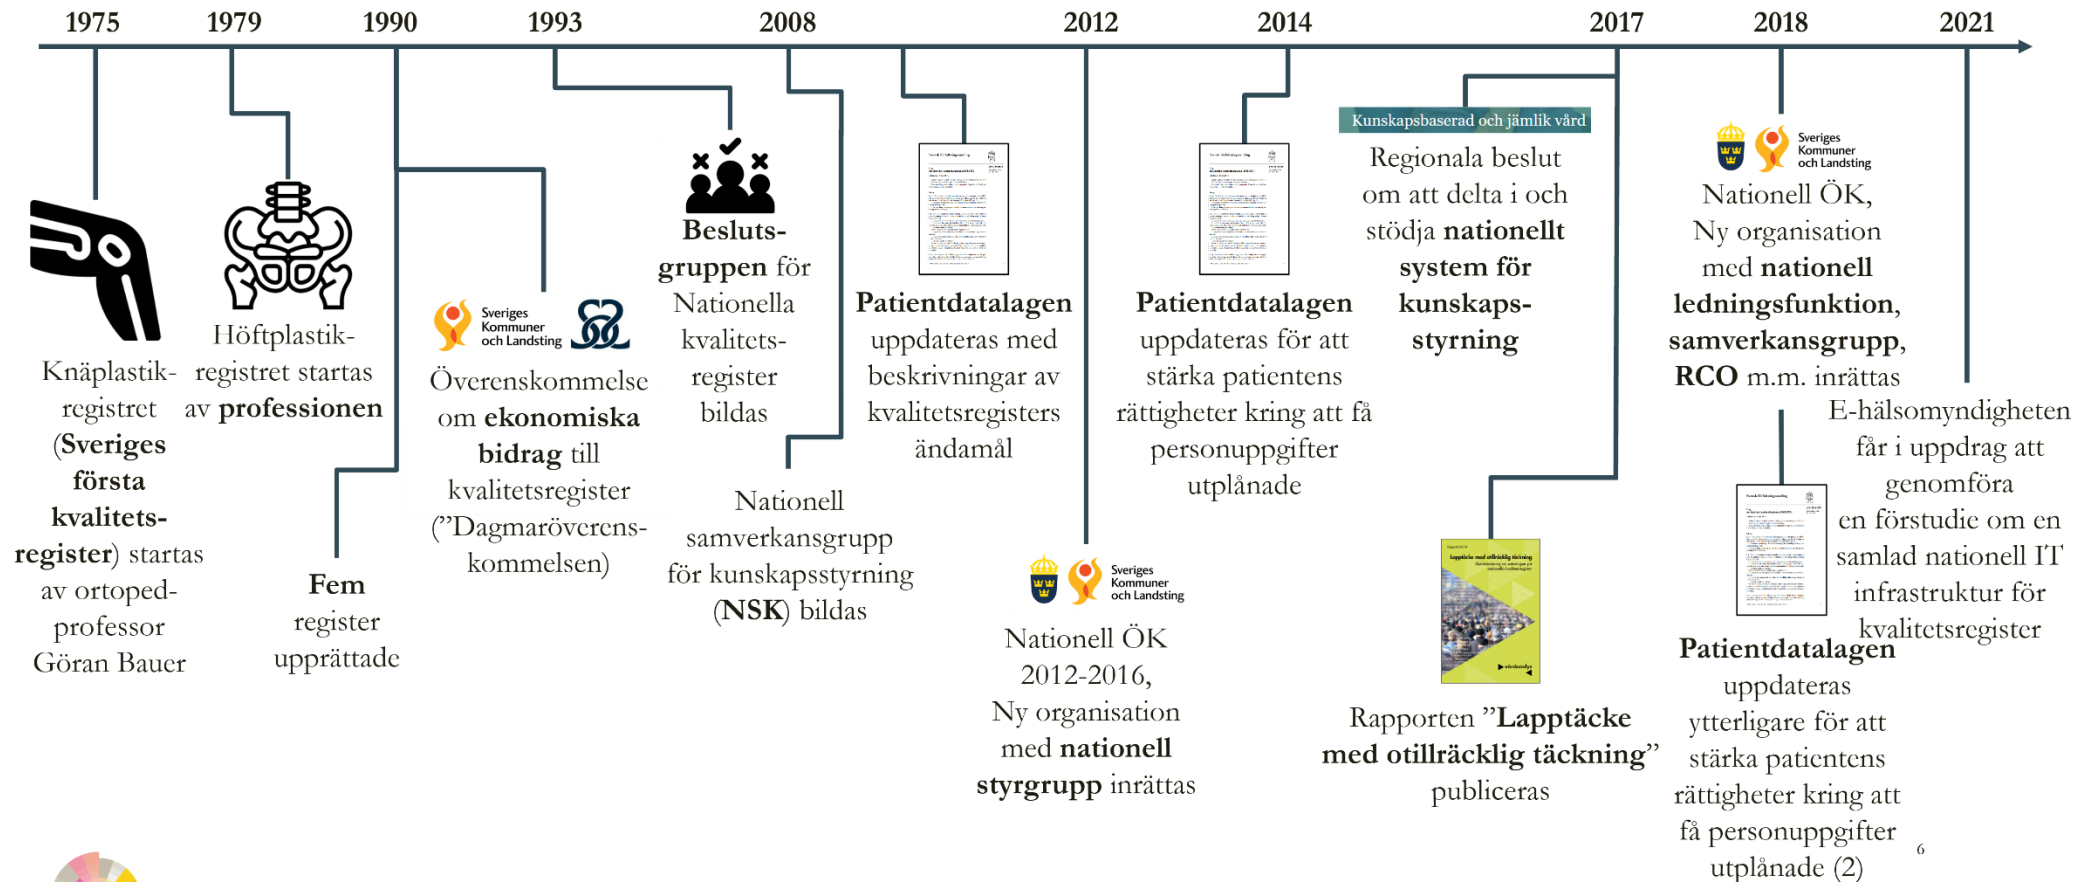 1975
1979
1990
1993
2008
2012
2014
2017
2018
2021
Knäplastik-
registret
(Sveriges
första
kvalitets-
register) startas
av ortoped-
professor
Göran Bauer
Höftplastik-
registret startas
av professionen
Fem
register
upprättade
Sveriges
Kommuner
och Landsting
Överenskommelse
om ekonomiska
bidrag till
kvalitetsregister
(”Dagmaröverens-
kommelsen)
Besluts-
gruppen för
Nationella
kvalitets-
register
bildas
Nationell
samverkansgrupp
för kunskapsstyrning
(NSK) bildas
Patientdatalagen
uppdateras med
beskrivningar av
kvalitetsregisters
ändamål
Sveriges
Kommuner
och Landsting
Nationell ÖK
2012-2016,
Ny organisation
med nationell
styrgrupp inrättas
Patientdatalagen
uppdateras för att
stärka patientens
rättigheter kring att få
personuppgifter
utplånade
Kunskapsbaserad och jämlik vård
Regionala beslut
om att delta i och
stödja nationellt
system för
kunskaps-
styrning
Lapptäcke med otillräcklig täckning
Rapporten ”Lapptäcke
med otillräcklig täckning”
publiceras
Sveriges
Kommuner
och Landsting
Nationell ÖK,
Ny organisation
med nationell
ledningsfunktion,
samverkansgrupp,
RCO m.m. inrättas
Patientdatalagen
uppdateras
ytterligare för att
stärka patientens
rättigheter kring att
få personuppgifter
utplånade (2)
E-hälsomyndigheten
får i uppdrag att
genomföra
en förstudie om en
samlad nationell IT
infrastruktur för
kvalitetsregister
6